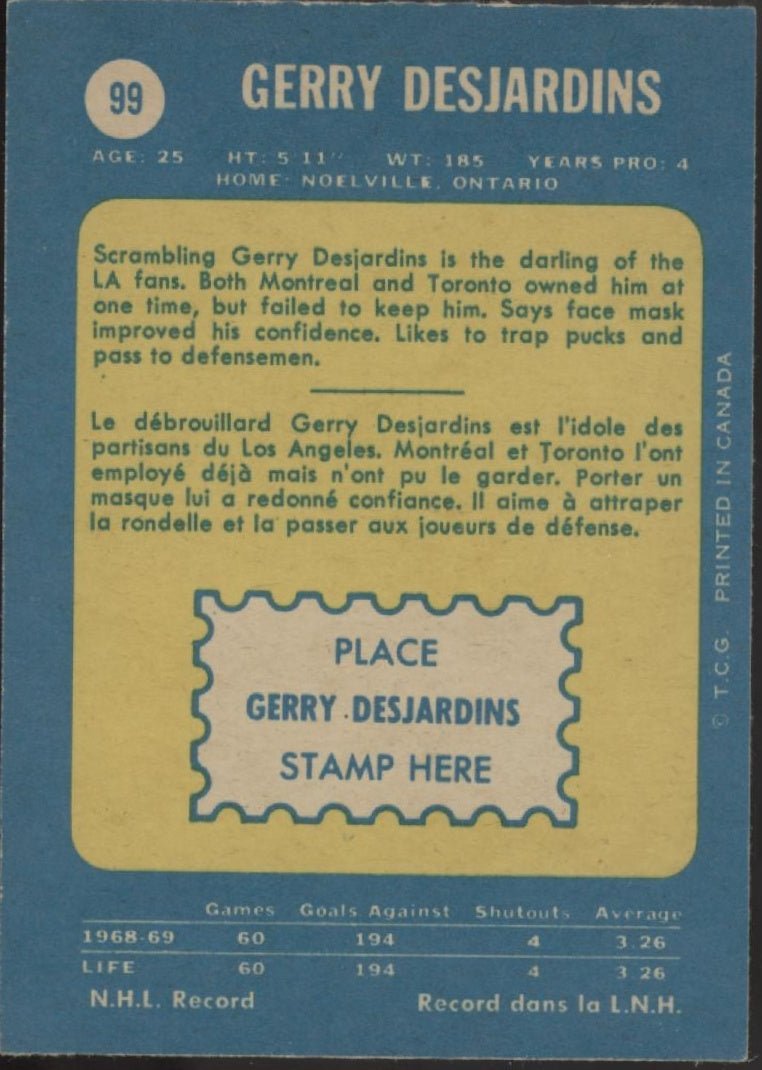 99
GERRY DESJARDINS
AGE: 25 HT: 5'11" WT: 185 YEARS PRO: 4
HOME: NOELVILLE, ONTARIO
Scrambling Gerry Desjardins is the darling of the
LA fans. Both Montreal and Toronto owned him at
one time, but failed to keep him. Says face mask
improved his confidence. Likes to trap pucks and
pass to defensemen.
Le débrouillard Gerry Desjardins est l'idole des
partisans du Los Angeles. Montréal et Toronto l'ont
employé déjà mais n'ont pu le garder. Porter un
masque lui a redonné confiance. Il aime à attraper
la rondelle et la passer aux joueurs de défense.
PLACE
GERRY DESJARDINS
STAMP HERE
© T.C.G. PRINTED IN CANADA
Games Goals Against Shutouts Average
1968-69 60 194 4 3.26
LIFE 60 194 4 3.26
N.H.L. Record Record dans la L.N.H.